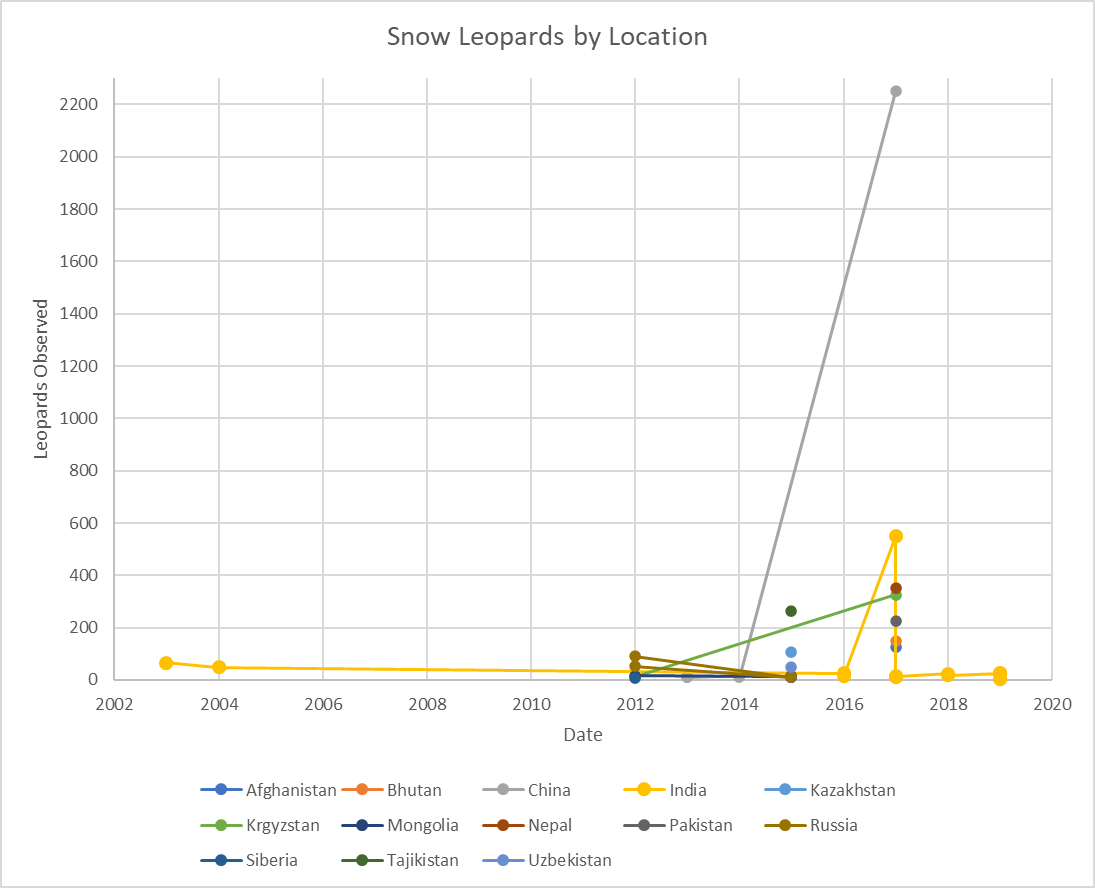 Snow Leopards by Location
2200
2000
1800
1600
1400
1200
1000
800
600
400
200
0
Leopards Observed
2002 2004 2006 2008 2010 2012 2014 2016 2018 2020
Date
Afghanistan Bhutan China India Kazakhstan
Krgyzstan Mongolia Nepal Pakistan Russia
Siberia Tajikistan Uzbekistan